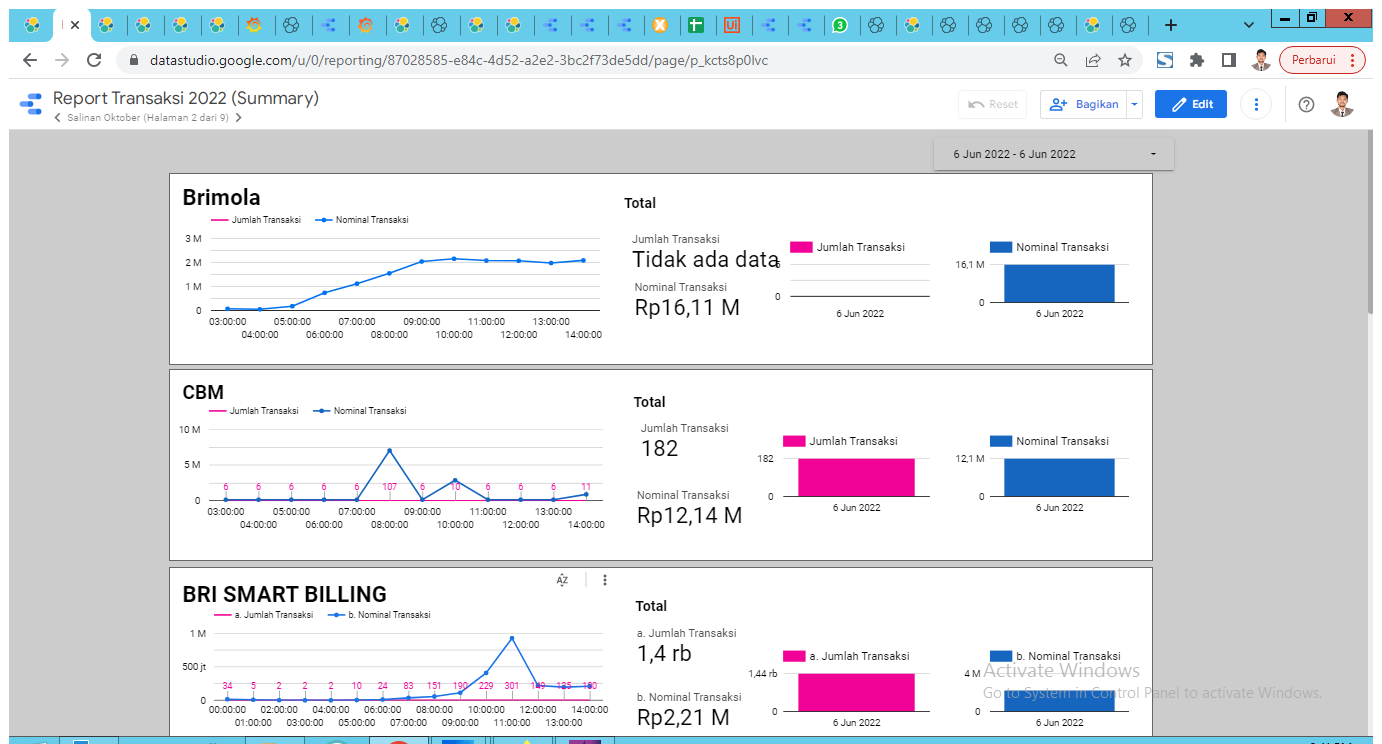 datastudio.google.com/u/0/reporting/87028585-e84c-4d52-a2e2-3bc2f73de5dd/page/p_kcts8p0lvc
Perbarui
Report Transaksi 2022 (Summary)
Salinan Oktober (Halaman 2 dari 9)
Reset
Bagikan
Edit
6 Jun 2022 - 6 Jun 2022
Brimola
Jumlah Transaksi Nominal Transaksi
3 M
2 M
1 M
0
03:00:00 05:00:00 07:00:00 09:00:00 11:00:00 13:00:00
04:00:00 06:00:00 08:00:00 10:00:00 12:00:00 14:00:00
Total
Jumlah Transaksi
Tidak ada data
Nominal Transaksi
Rp16,11 M
Jumlah Transaksi
6
0
6 Jun 2022
Nominal Transaksi
16,1 M
0
6 Jun 2022
CBM
Jumlah Transaksi Nominal Transaksi
10 M
5 M
6 6 6 6 6 107 6 10 6 6 6 11
0
03:00:00 05:00:00 07:00:00 09:00:00 11:00:00 13:00:00
04:00:00 06:00:00 08:00:00 10:00:00 12:00:00 14:00:00
Total
Jumlah Transaksi
182
Nominal Transaksi
Rp12,14 M
Jumlah Transaksi
182
0
6 Jun 2022
Nominal Transaksi
12,1 M
0
6 Jun 2022
BRI SMART BILLING
a. Jumlah Transaksi b. Nominal Transaksi
1 M
500 jt
34 5 2 2 2 10 24 83 151 190 229 301
0
00:00:00 02:00:00 04:00:00 06:00:00 08:00:00 10:00:00 12:00:00 14:00:00
01:00:00 03:00:00 05:00:00 07:00:00 09:00:00 11:00:00 13:00:00
Total
a. Jumlah Transaksi
1,4 rb
b. Nominal Transaksi
Rp2,21 M
a. Jumlah Transaksi
1,44 rb
0
6 Jun 2022
b. Nominal Transaksi
4 M
0
6 Jun 2022
Activate Windows
Go to System in Control Panel to activate Windows.